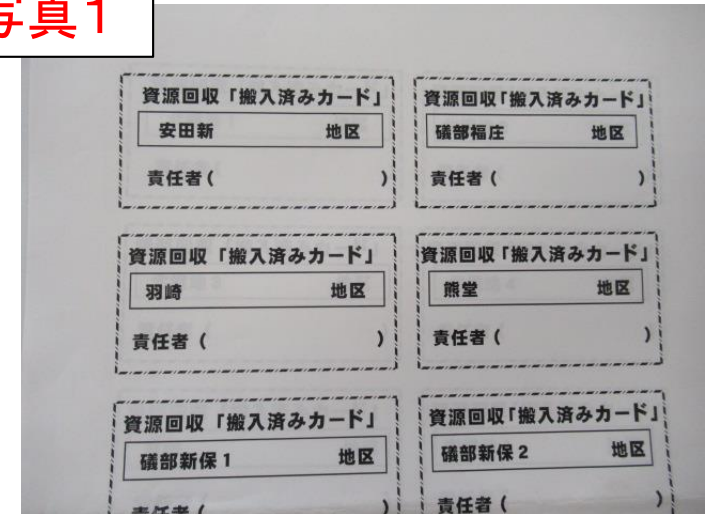 写真1
資源回収「搬入済みカード」
安田新 地区
責任者( )
資源回収「搬入済みカード」
磯部福庄 地区
責任者( )
資源回収「搬入済みカード」
羽崎 地区
責任者( )
資源回収「搬入済みカード」
熊堂 地区
責任者( )
資源回収「搬入済みカード」
磯部新保1 地区
責任者( )
資源回収「搬入済みカード」
磯部新保2 地区
責任者( )